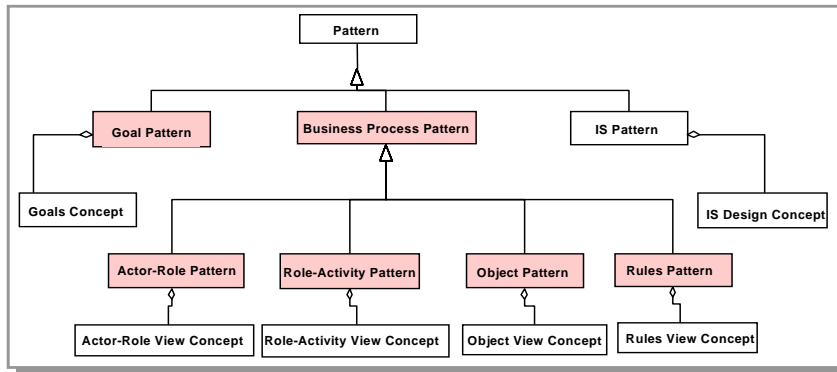 Pattern
Goal Pattern
Business Process Pattern
IS Pattern
Goals Concept
IS Design Concept
Actor-Role Pattern
Role-Activity Pattern
Object Pattern
Rules Pattern
Actor-Role View Concept
Role-Activity View Concept
Object View Concept
Rules View Concept